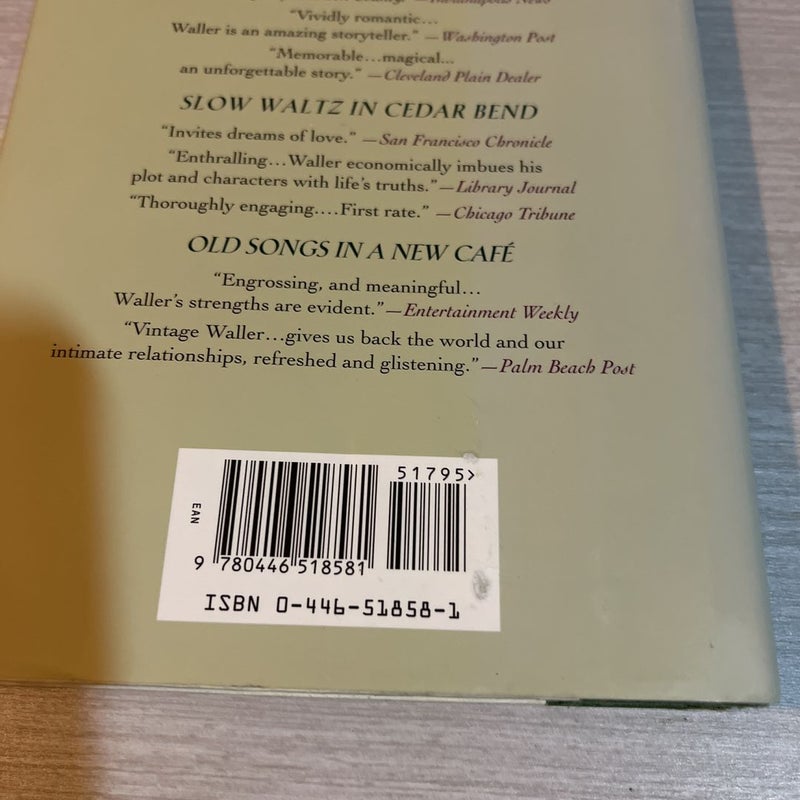 “Vividly romantic…
Waller is an amazing storyteller.” —Washington Post
“Memorable…magical…
an unforgettable story.” —Cleveland Plain Dealer
SLOW WALTZ IN CEDAR BEND
“Invites dreams of love.” —San Francisco Chronicle
“Enthralling…Waller economically imbues his
plot and characters with life’s truths.”—Library Journal
“Thoroughly engaging….First rate.” —Chicago Tribune
OLD SONGS IN A NEW CAFÉ
“Engrossing, and meaningful…
Waller’s strengths are evident.”—Entertainment Weekly
“Vintage Waller…gives us back the world and our
intimate relationships, refreshed and glistening.”—Palm Beach Post
51795>
EAN
9 780446 518581
ISBN 0-446-51858-1